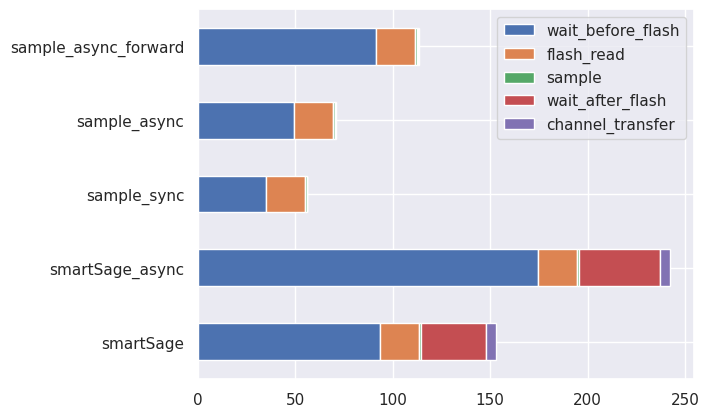 sample_async_forward
sample_async
sample_sync
smartSage_async
smartSage
wait_before_flash
flash_read
sample
wait_after_flash
channel_transfer
0 50 100 150 200 250